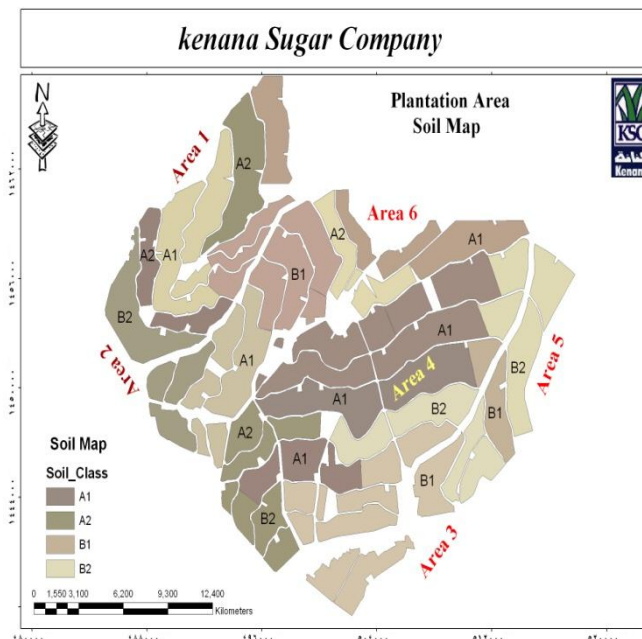 kenana Sugar Company
Plantation Area
Soil Map
KSC
كنانة
Kenana
N
Area 1
A2
Area 6
A2
A1
A2
A1
B1
B2
A1
Area 5
A1
Area 2
Area 4
B2
A1
B2
B1
A2
A1
B1
B2
Area 3
Soil Map
Soil_Class
A1
A2
B1
B2
0 1,550 3,100 6,200 9,300 12,400
Kilometers